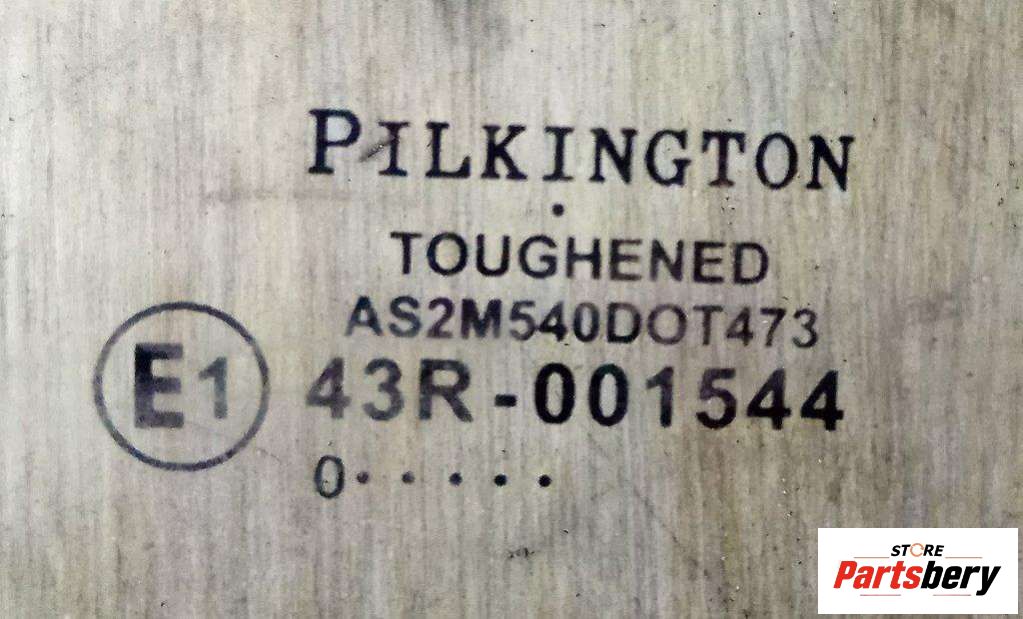 PILKINGTON
.
TOUGHENED
AS2M540DOT473
E1 43R-001544
0.....
STORE
Partsbery